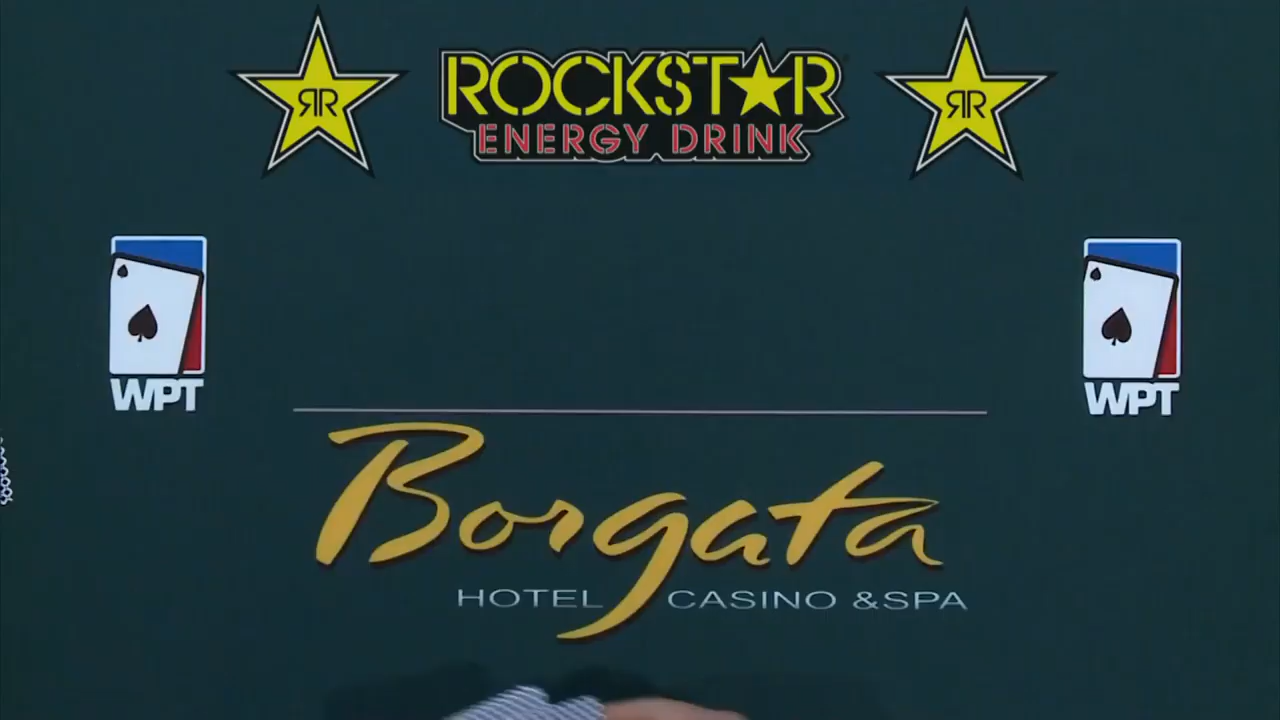 ROCKSTAR
ENERGY DRINK
WPT
WPT
Borgata
HOTEL CASINO & SPA